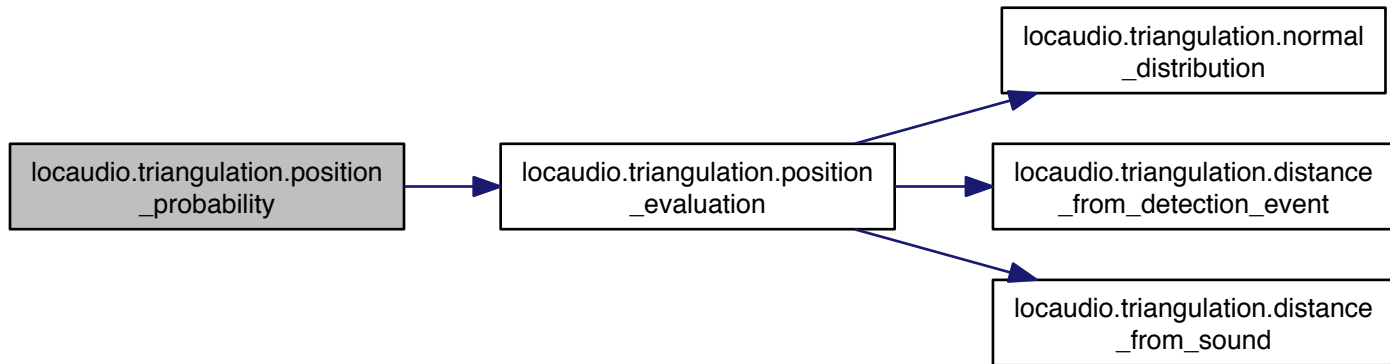 locaudio.triangulation.position
_probability
locaudio.triangulation.position
_evaluation
locaudio.triangulation.normal
_distribution
locaudio.triangulation.distance
_from_detection_event
locaudio.triangulation.distance
_from_sound